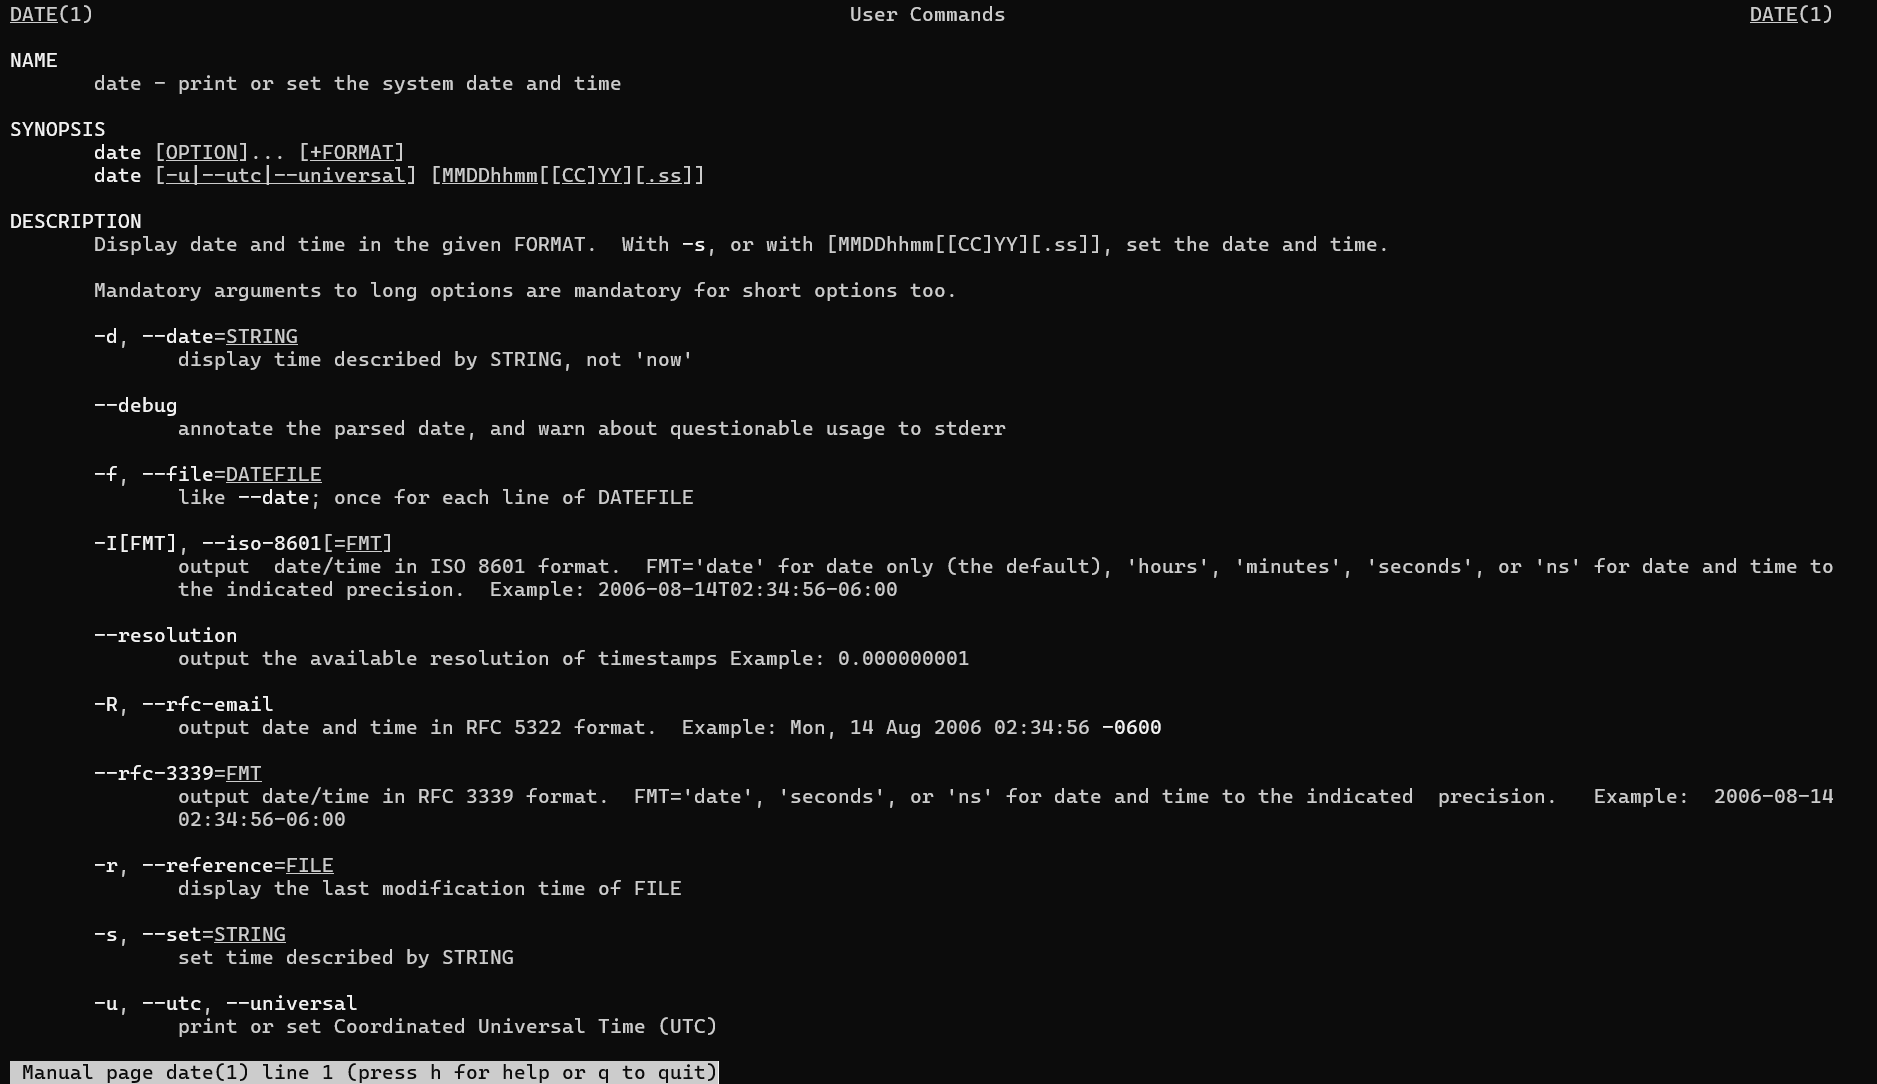 DATE(1) User Commands DATE(1)
NAME
date - print or set the system date and time
SYNOPSIS
date [OPTION]... [+FORMAT]
date [-u|--utc|--universal] [MMDDhhmm[[CC]YY][.ss]]
DESCRIPTION
Display date and time in the given FORMAT.  With -s, or with [MMDDhhmm[[CC]YY][.ss]], set the date and time.
Mandatory arguments to long options are mandatory for short options too.
-d, --date=STRING
display time described by STRING, not 'now'
--debug
annotate the parsed date, and warn about questionable usage to stderr
-f, --file=DATEFILE
like --date; once for each line of DATEFILE
-I[FMT], --iso-8601[=FMT]
output  date/time in ISO 8601 format.  FMT='date' for date only (the default), 'hours', 'minutes', 'seconds', or 'ns' for date and time to
the indicated precision.  Example: 2006-08-14T02:34:56-06:00
--resolution
output the available resolution of timestamps Example: 0.000000001
-R, --rfc-email
output date and time in RFC 5322 format.  Example: Mon, 14 Aug 2006 02:34:56 -0600
--rfc-3339=FMT
output date/time in RFC 3339 format.  FMT='date', 'seconds', or 'ns' for date and time to the indicated  precision.   Example:  2006-08-14
02:34:56-06:00
-r, --reference=FILE
display the last modification time of FILE
-s, --set=STRING
set time described by STRING
-u, --utc, --universal
print or set Coordinated Universal Time (UTC)
Manual page date(1) line 1 (press h for help or q to quit)